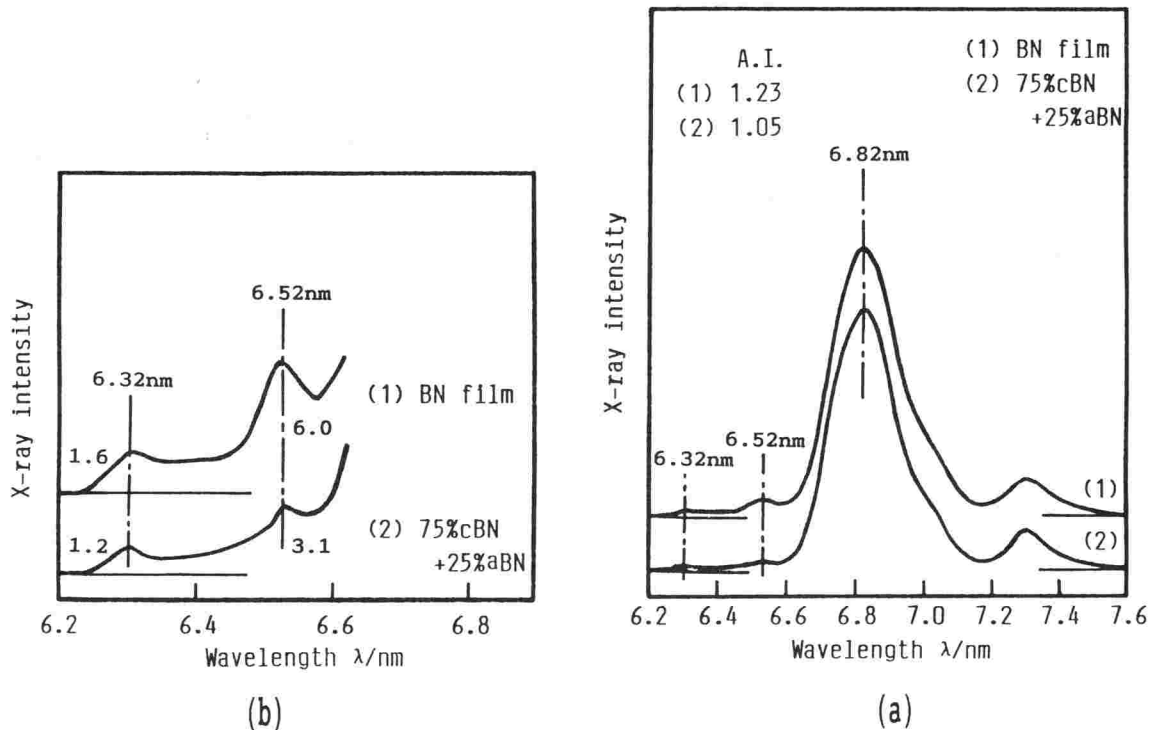 X-ray intensity
6.32nm
6.52nm
1.6
6.0
(1) BN film
1.2
3.1
(2) 75%cBN
+25%aBN
6.2 6.4 6.6 6.8
Wavelength λ/nm
(b)
X-ray intensity
A.I.
(1) 1.23
(2) 1.05
(1) BN film
(2) 75%cBN
+25%aBN
6.82nm
6.32nm
6.52nm
(1)
(2)
6.2 6.4 6.6 6.8 7.0 7.2 7.4 7.6
Wavelength λ/nm
(a)